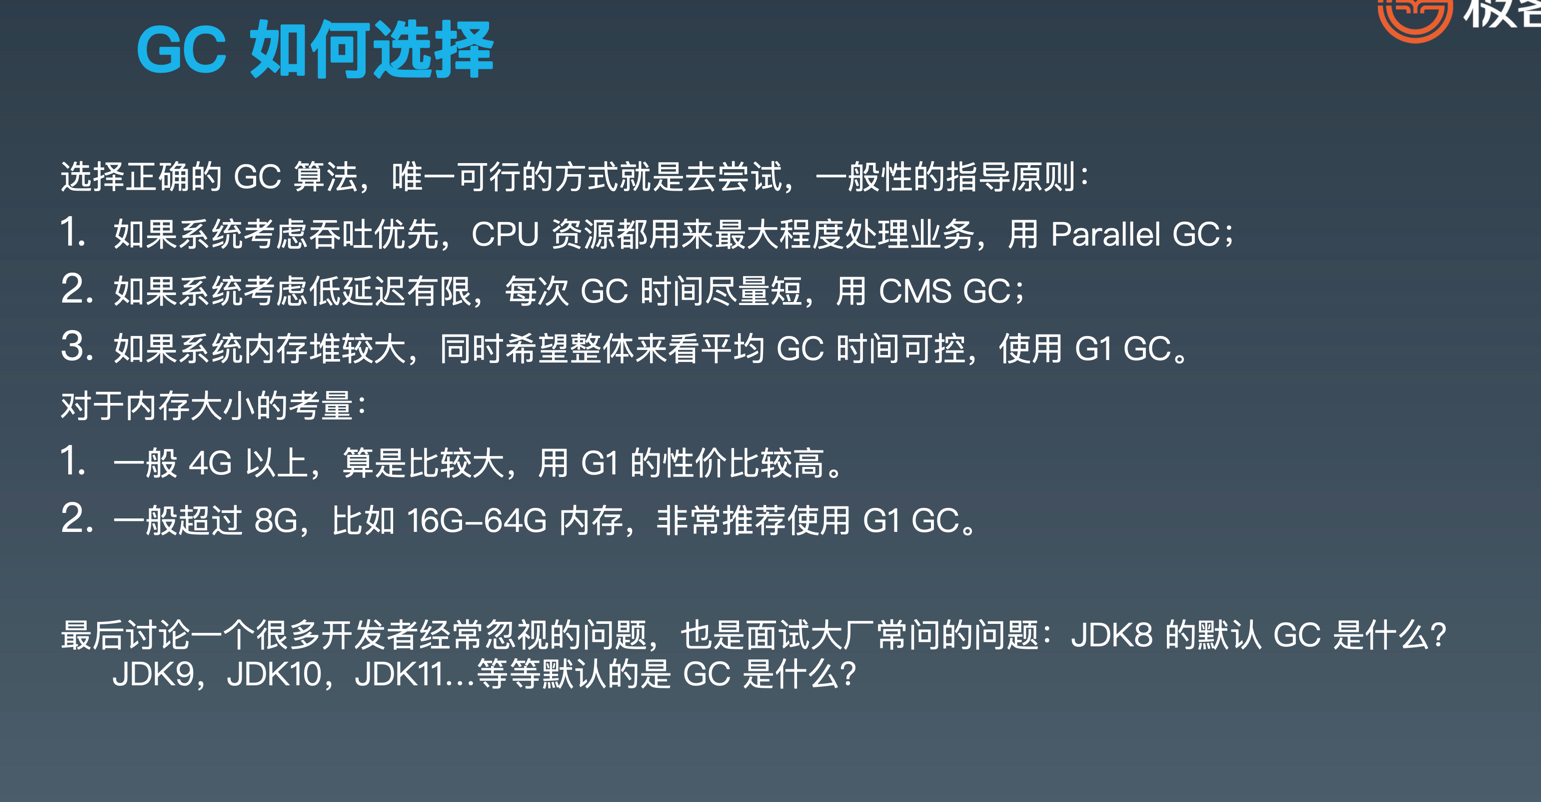 GC 如何选择
极客
选择正确的 GC 算法，唯一可行的方式就是去尝试，一般性的指导原则：
1. 如果系统考虑吞吐优先，CPU 资源都用来最大程度处理业务，用 Parallel GC；
2. 如果系统考虑低延迟有限，每次 GC 时间尽量短，用 CMS GC；
3. 如果系统内存堆较大，同时希望整体来看平均 GC 时间可控，使用 G1 GC。
对于内存大小的考量：
1. 一般 4G 以上，算是比较大，用 G1 的性价比较高。
2. 一般超过 8G，比如 16G-64G 内存，非常推荐使用 G1 GC。
最后讨论一个很多开发者经常忽视的问题，也是面试大厂常问的问题：JDK8 的默认 GC 是什么？
JDK9，JDK10，JDK11…等等默认的是 GC 是什么？